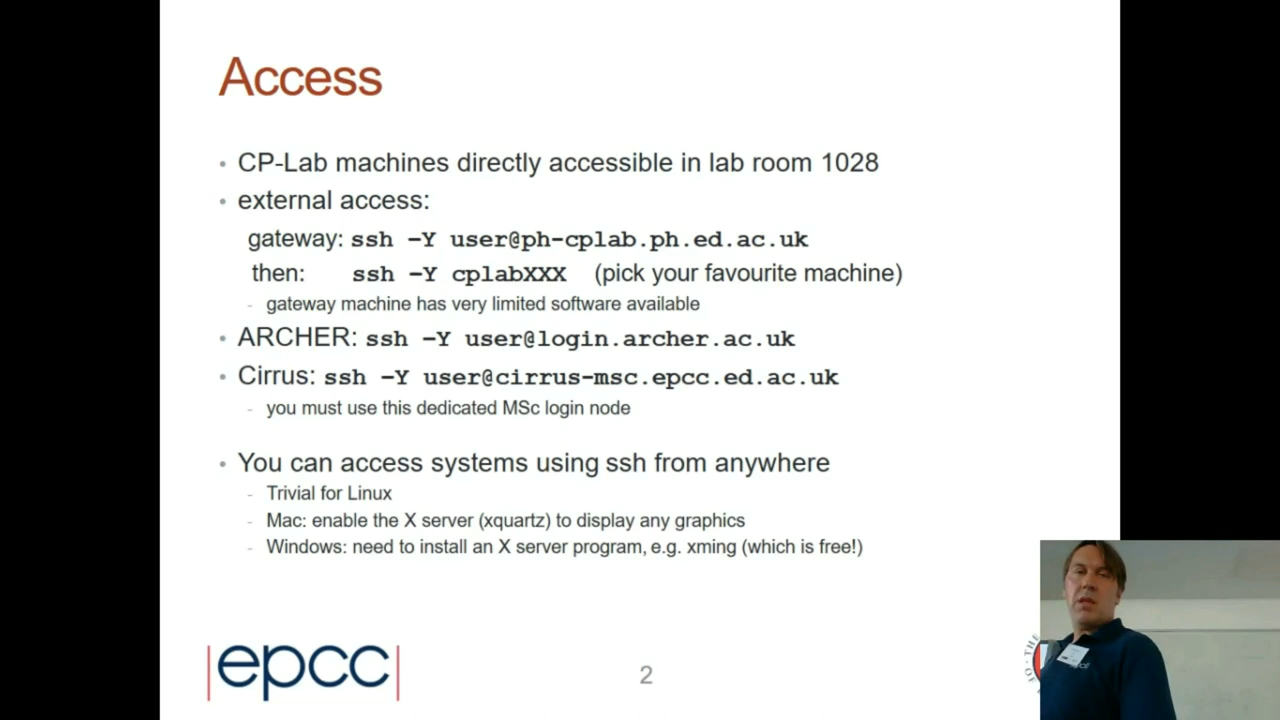 Access
• CP-Lab machines directly accessible in lab room 1028
• external access:
gateway: ssh –Y user@ph-cplab.ph.ed.ac.uk
then: ssh –Y cplabXXX (pick your favourite machine)
- gateway machine has very limited software available
• ARCHER: ssh –Y user@login.archer.ac.uk
• Cirrus: ssh –Y user@cirrus-msc.epcc.ed.ac.uk
- you must use this dedicated MSc login node
• You can access systems using ssh from anywhere
- Trivial for Linux
- Mac: enable the X server (xquartz) to display any graphics
- Windows: need to install an X server program, e.g. xming (which is free!)
|epcc|
2
THE